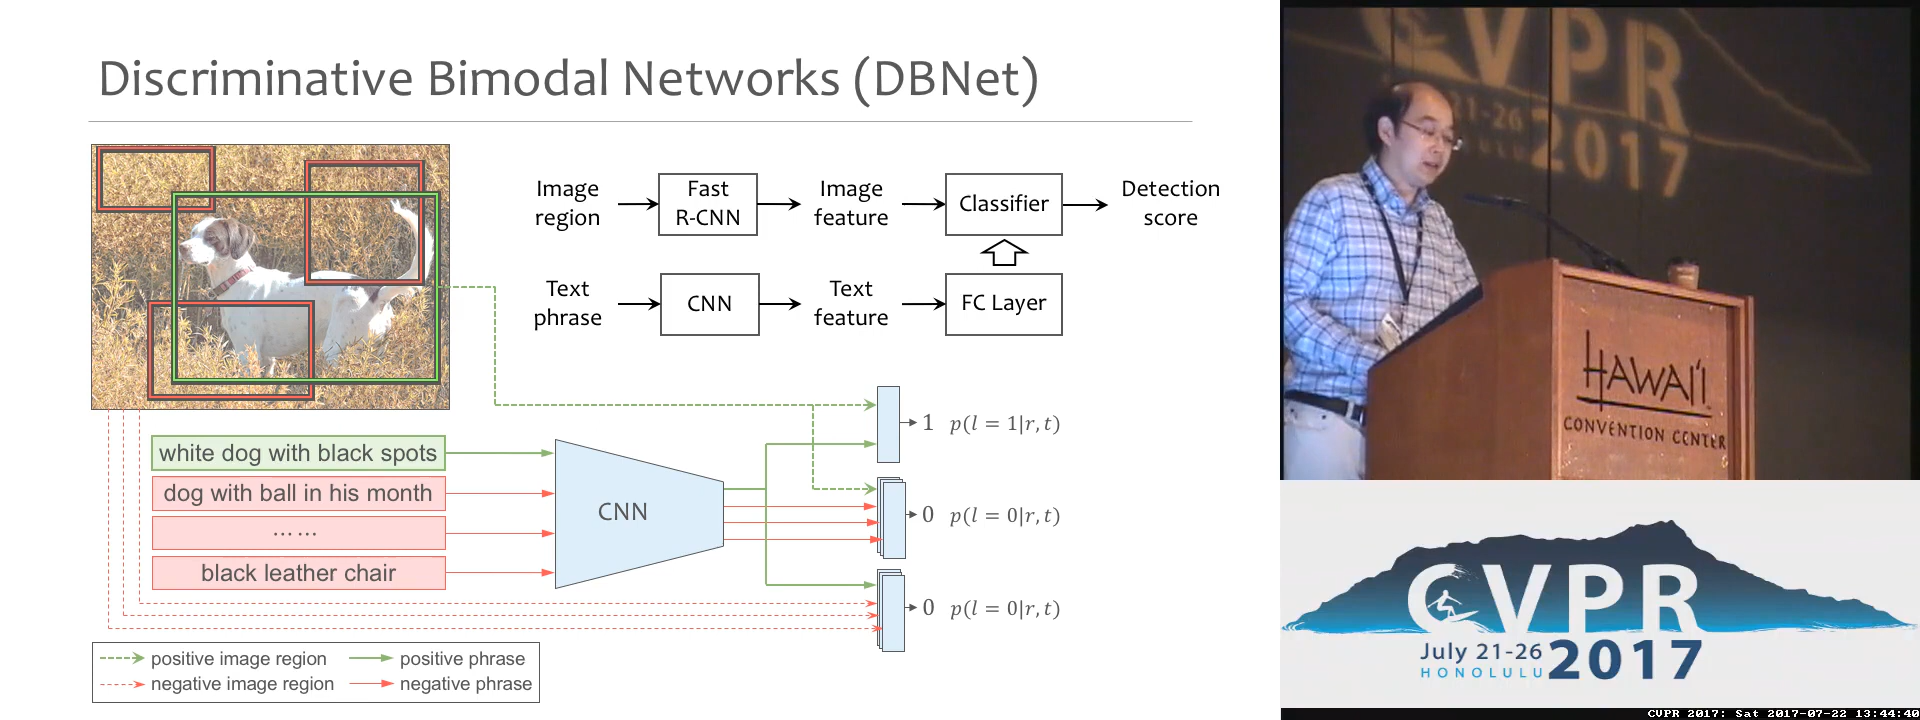 Discriminative Bimodal Networks (DBNet)
Image region
Fast R-CNN
Image feature
Classifier
Detection score
Text phrase
CNN
Text feature
FC Layer
white dog with black spots
dog with ball in his month
... ...
black leather chair
CNN
1 p(l = 1|r, t)
0 p(l = 0|r, t)
0 p(l = 0|r, t)
positive image region
positive phrase
negative image region
negative phrase
CVPR
21-26
2017
HAWAI'I
CONVENTION CENTER
CVPR
July 21-26
HONOLULU
2017
CVPR 2017: Sat 2017-07-22 13:44:40